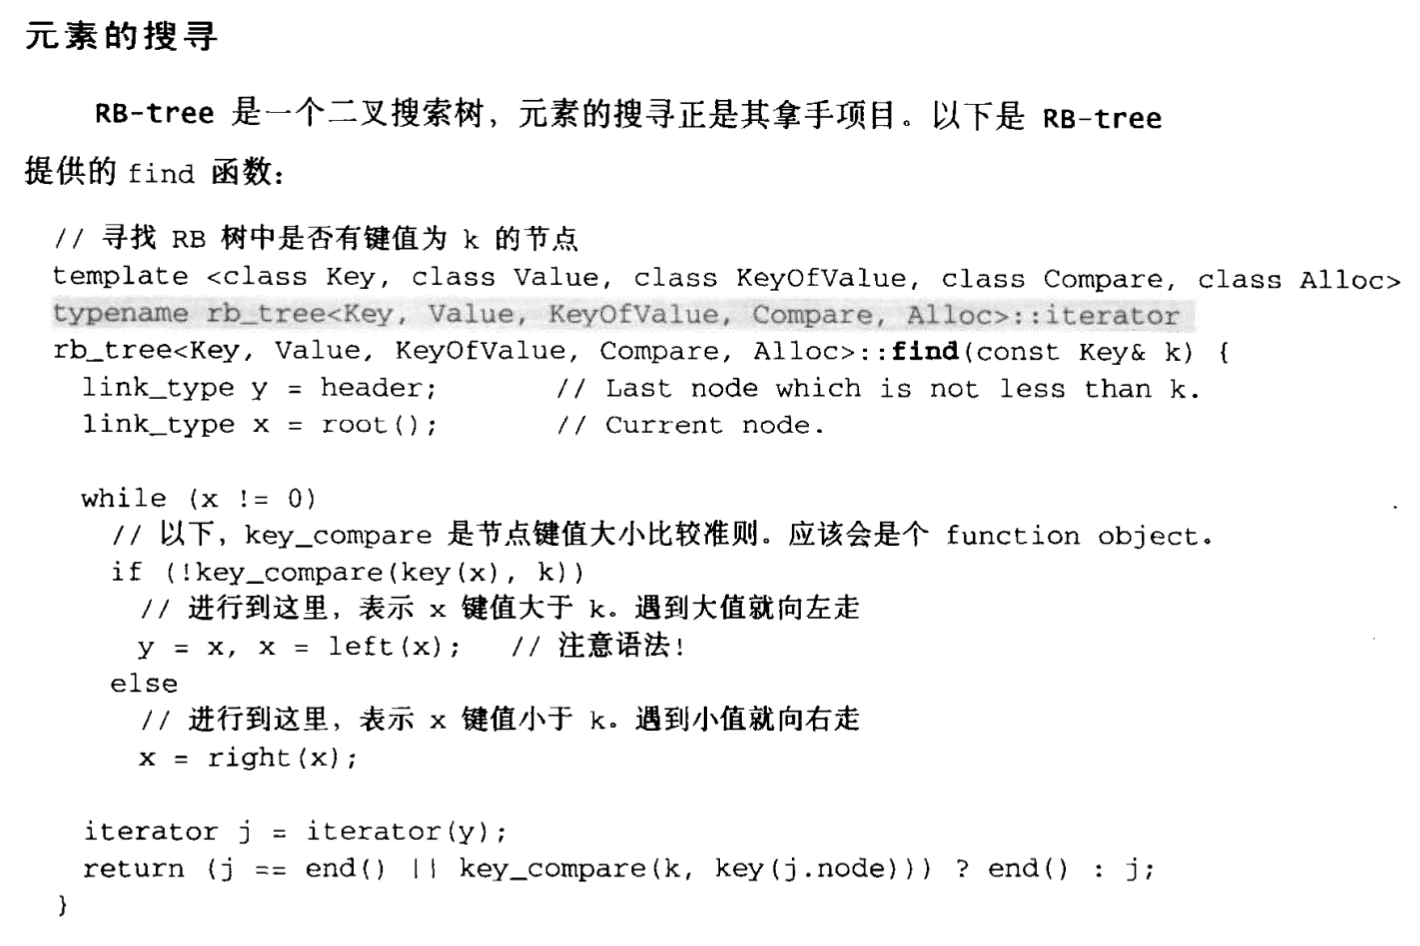 元素的搜寻
RB-tree 是一个二叉搜索树，元素的搜寻正是其拿手项目。以下是 RB-tree
提供的 find 函数：
// 寻找 RB 树中是否有键值为 k 的节点
template <class Key, class Value, class KeyOfValue, class Compare, class Alloc>
typename rb_tree<Key, Value, KeyOfValue, Compare, Alloc>::iterator
rb_tree<Key, Value, KeyOfValue, Compare, Alloc>::find(const Key& k) {
  link_type y = header;        // Last node which is not less than k.
  link_type x = root();        // Current node.
  while (x != 0)
    // 以下，key_compare 是节点键值大小比较准则。应该会是个 function object.
    if (!key_compare(key(x), k))
      // 进行到这里，表示 x 键值大于 k。遇到大值就向左走
      y = x, x = left(x);   // 注意语法!
    else
      // 进行到这里，表示 x 键值小于 k。遇到小值就向右走
      x = right(x);
  iterator j = iterator(y);
  return (j == end() || key_compare(k, key(j.node))) ? end() : j;
}